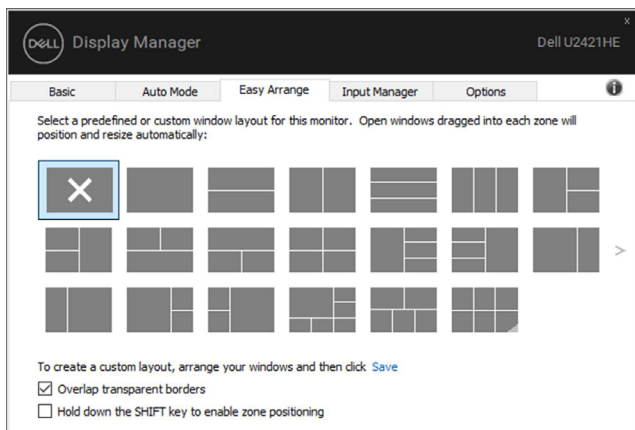 x
DELL Display Manager
Dell U2421HE
Basic Auto Mode Easy Arrange Input Manager Options
Select a predefined or custom window layout for this monitor. Open windows dragged into each zone will
position and resize automatically:
To create a custom layout, arrange your windows and then click Save
Overlap transparent borders
Hold down the SHIFT key to enable zone positioning